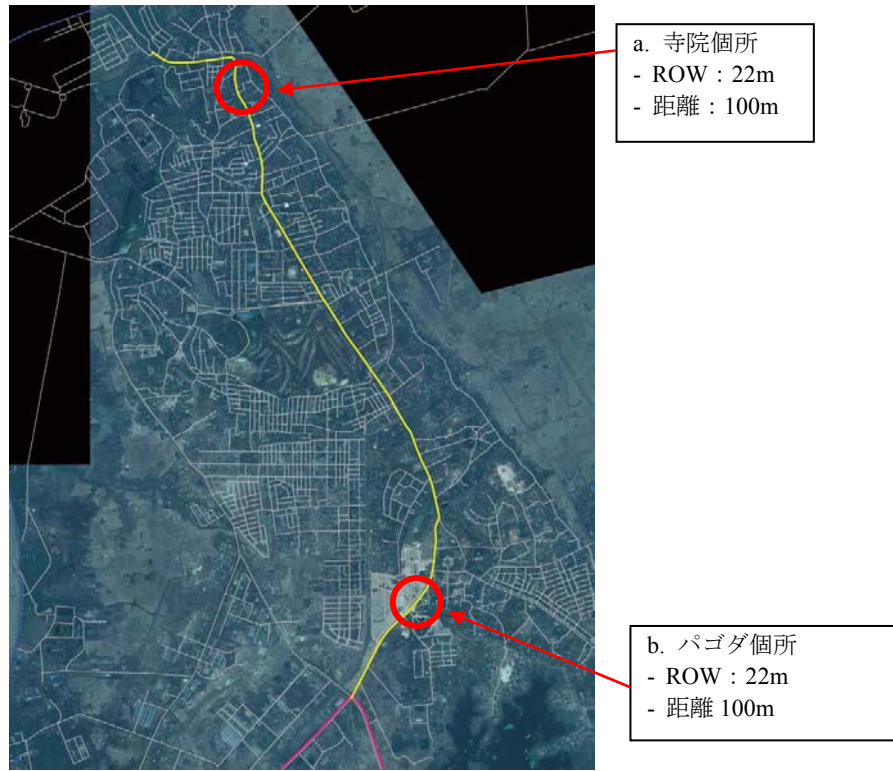 a. 寺院個所
- ROW：22m
- 距離：100m
b. パゴダ個所
- ROW：22m
- 距離 100m